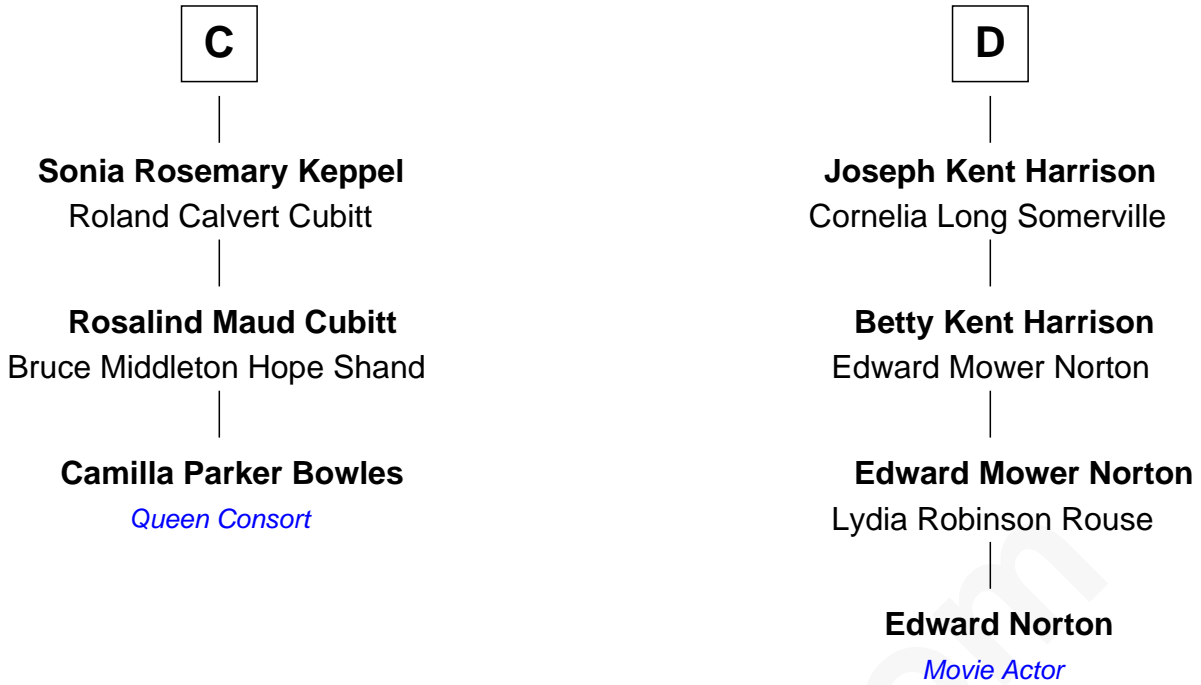 C
Sonia Rosemary Keppel
Roland Calvert Cubitt
Rosalind Maud Cubitt
Bruce Middleton Hope Shand
Camilla Parker Bowles
Queen Consort
D
Joseph Kent Harrison
Cornelia Long Somerville
Betty Kent Harrison
Edward Mower Norton
Edward Mower Norton
Lydia Robinson Rouse
Edward Norton
Movie Actor